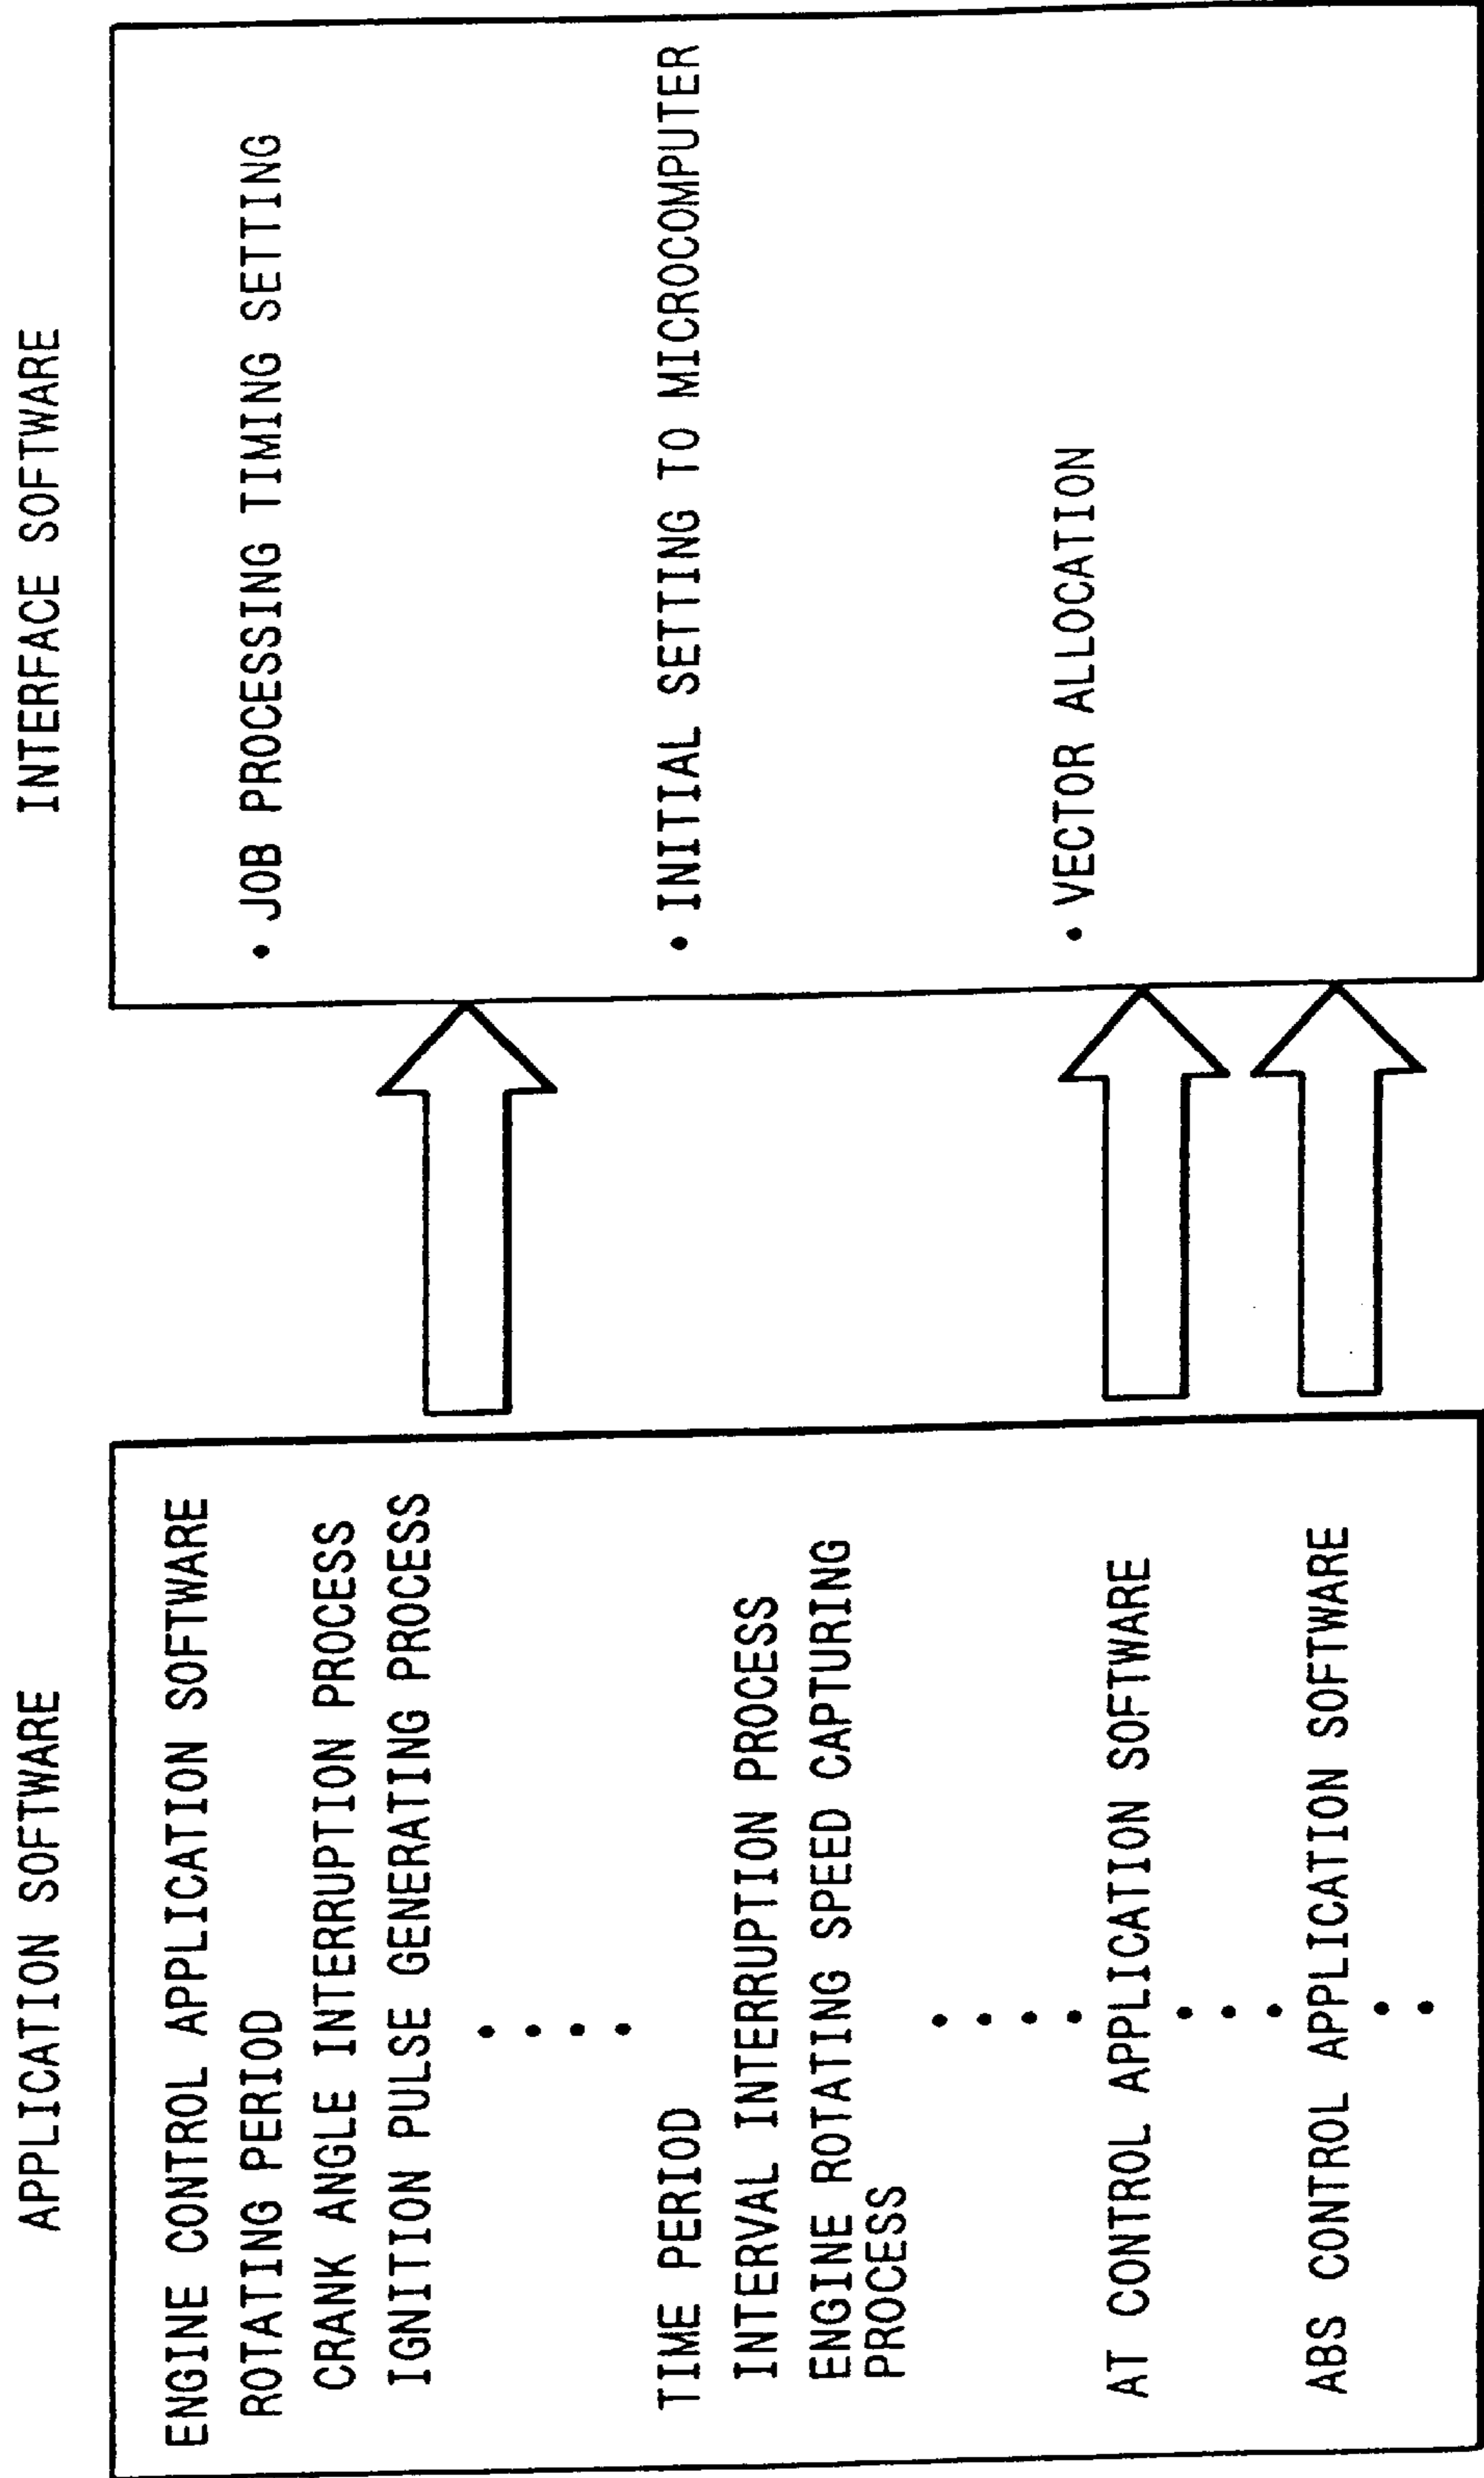 APPLICATION SOFTWARE
ENGINE CONTROL APPLICATION SOFTWARE
ROTATING PERIOD
CRANK ANGLE INTERRUPTION PROCESS
IGNITION PULSE GENERATING PROCESS
TIME PERIOD
INTERVAL INTERRUPTION PROCESS
ENGINE ROTATING SPEED CAPTURING
PROCESS
AT CONTROL APPLICATION SOFTWARE
ABS CONTROL APPLICATION SOFTWARE
INTERFACE SOFTWARE
• JOB PROCESSING TIMING SETTING
• INITIAL SETTING TO MICROCOMPUTER
• VECTOR ALLOCATION